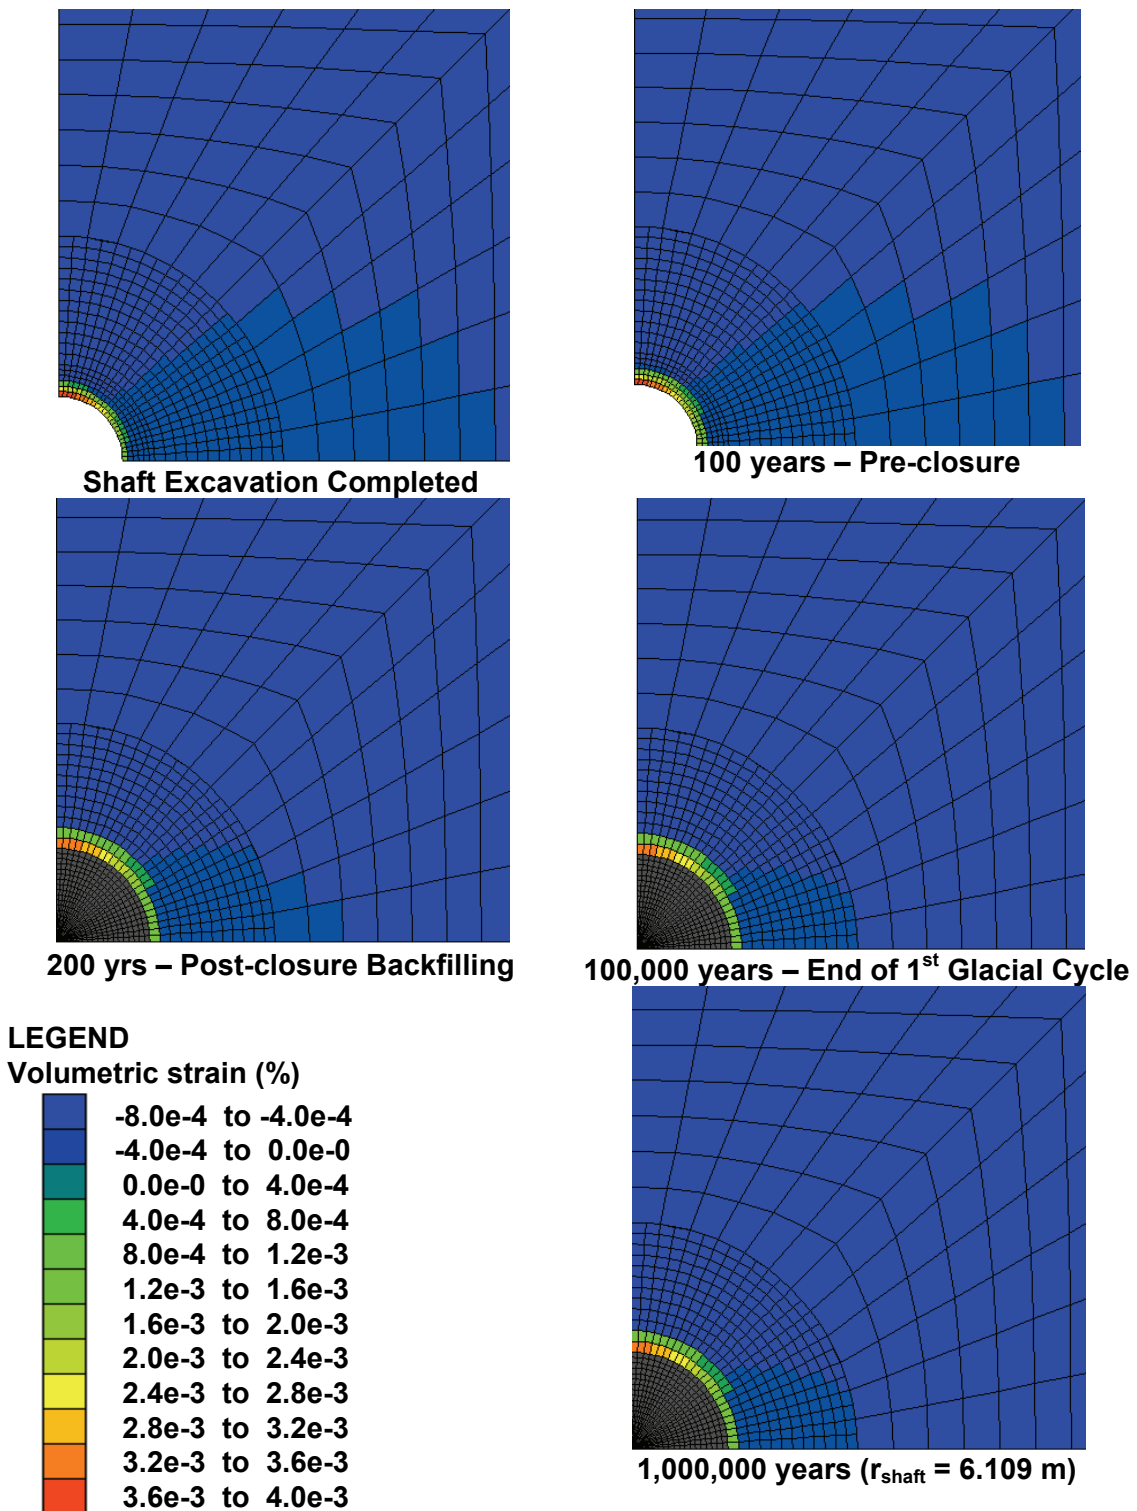 Shaft Excavation Completed
100 years – Pre-closure
200 yrs – Post-closure Backfilling
100,000 years – End of 1st Glacial Cycle
LEGEND
Volumetric strain (%)
-8.0e-4 to -4.0e-4
-4.0e-4 to 0.0e-0
0.0e-0 to 4.0e-4
4.0e-4 to 8.0e-4
8.0e-4 to 1.2e-3
1.2e-3 to 1.6e-3
1.6e-3 to 2.0e-3
2.0e-3 to 2.4e-3
2.4e-3 to 2.8e-3
2.8e-3 to 3.2e-3
3.2e-3 to 3.6e-3
3.6e-3 to 4.0e-3
1,000,000 years (rshaft = 6.109 m)